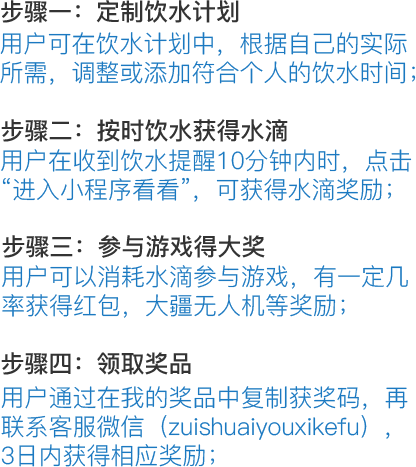 步骤一：定制饮水计划
用户可在饮水计划中，根据自己的实际
所需，调整或添加符合个人的饮水时间；
步骤二：按时饮水获得水滴
用户在收到饮水提醒10分钟内时，点击
“进入小程序看看”，可获得水滴奖励；
步骤三：参与游戏得大奖
用户可以消耗水滴参与游戏，有一定几
率获得红包，大疆无人机等奖励；
步骤四：领取奖品
用户通过在我的奖品中复制获奖码，再
联系客服微信（zuishuaiyouxikefu），
3日内获得相应奖励；